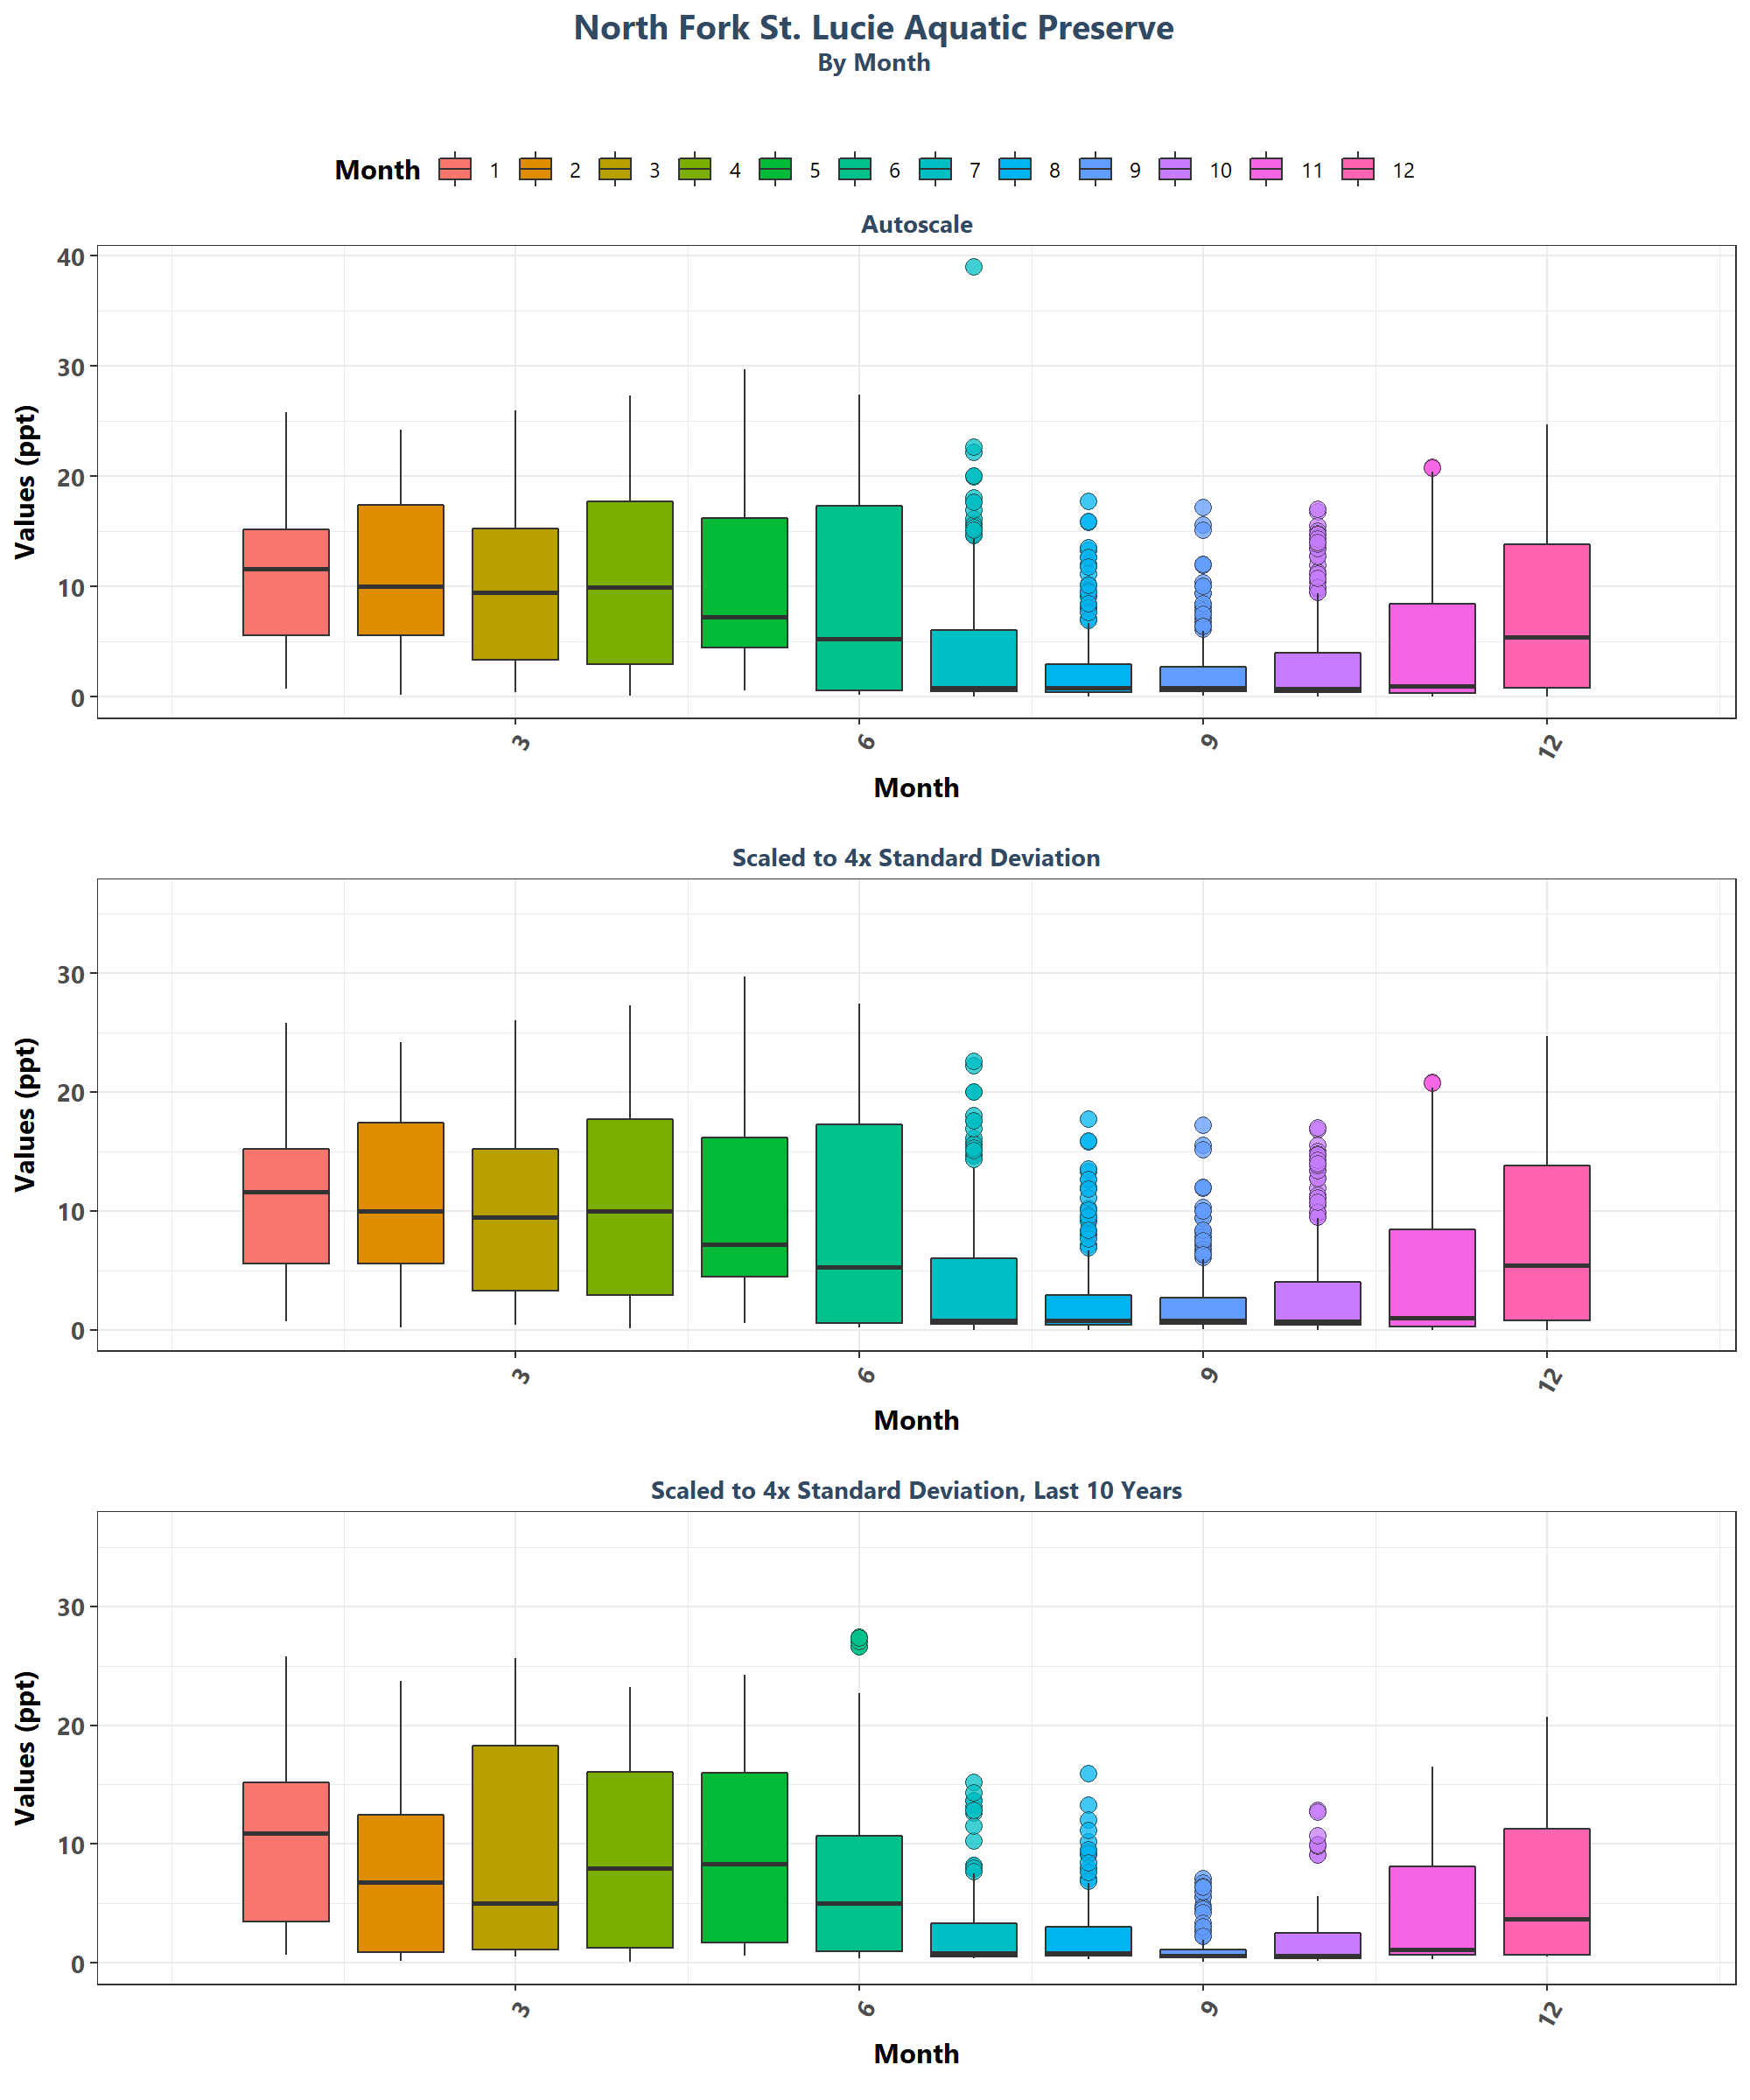 North Fork St. Lucie Aquatic Preserve
By Month
Month 1 2 3 4 5 6 7 8 9 10 11 12
Autoscale
Values (ppt)
40
30
20
10
0
3 6 9 12
Month
Scaled to 4x Standard Deviation
Values (ppt)
30
20
10
0
3 6 9 12
Month
Scaled to 4x Standard Deviation, Last 10 Years
Values (ppt)
30
20
10
0
3 6 9 12
Month